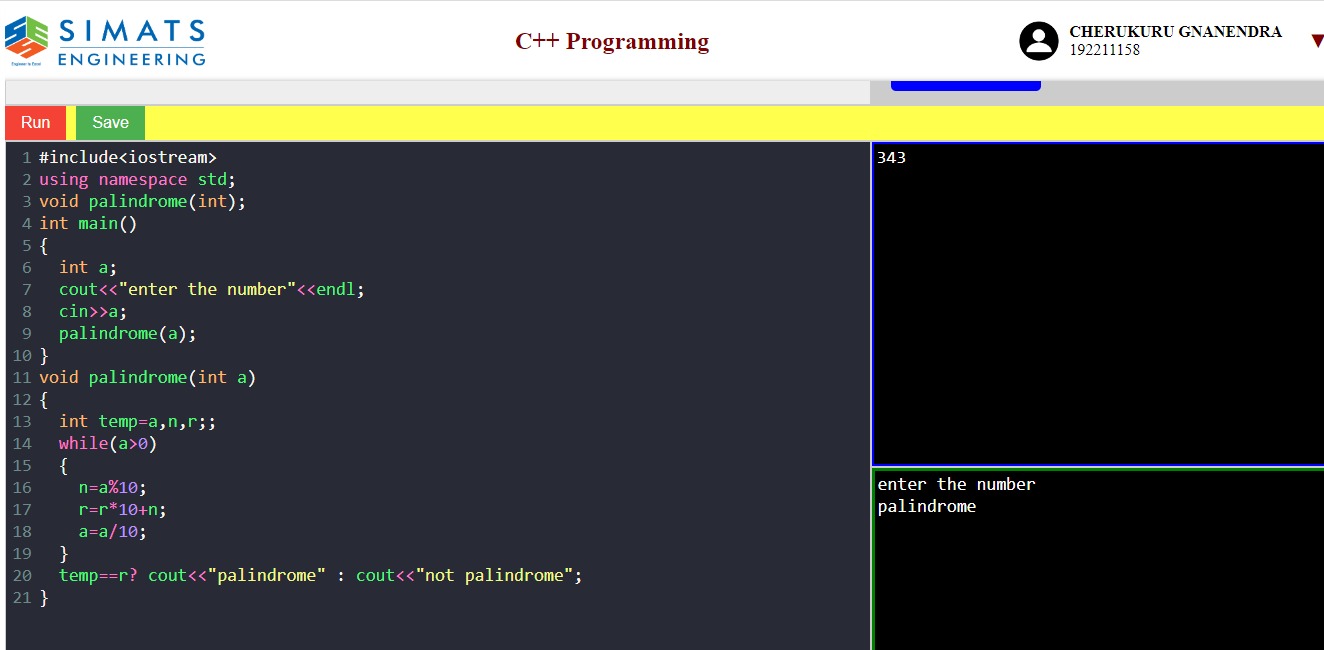 SIMATS
ENGINEERING
Engineer to Excel
C++ Programming
CHERUKURU GNANENDRA
192211158
Run
Save
1 #include<iostream>
2 using namespace std;
3 void palindrome(int);
4 int main()
5 {
6   int a;
7   cout<<"enter the number"<<endl;
8   cin>>a;
9   palindrome(a);
10 }
11 void palindrome(int a)
12 {
13   int temp=a,n,r;;
14   while(a>0)
15   {
16     n=a%10;
17     r=r*10+n;
18     a=a/10;
19   }
20   temp==r? cout<<"palindrome" : cout<<"not palindrome";
21 }
343
enter the number
palindrome